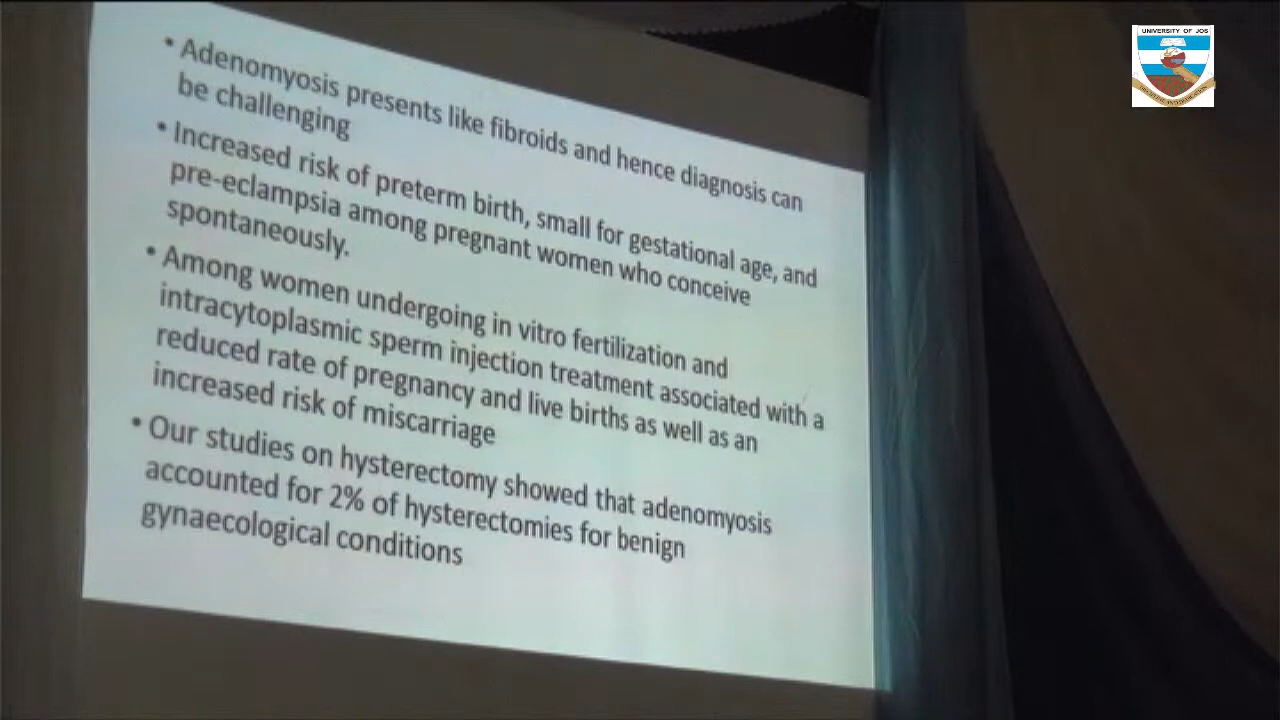 UNIVERSITY OF JOS
• Adenomyosis presents like fibroids and hence diagnosis can
be challenging
• Increased risk of preterm birth, small for gestational age, and
pre-eclampsia among pregnant women who conceive
spontaneously.
• Among women undergoing in vitro fertilization and
intracytoplasmic sperm injection treatment associated with a
reduced rate of pregnancy and live births as well as an
increased risk of miscarriage
• Our studies on hysterectomy showed that adenomyosis
accounted for 2% of hysterectomies for benign
gynaecological conditions